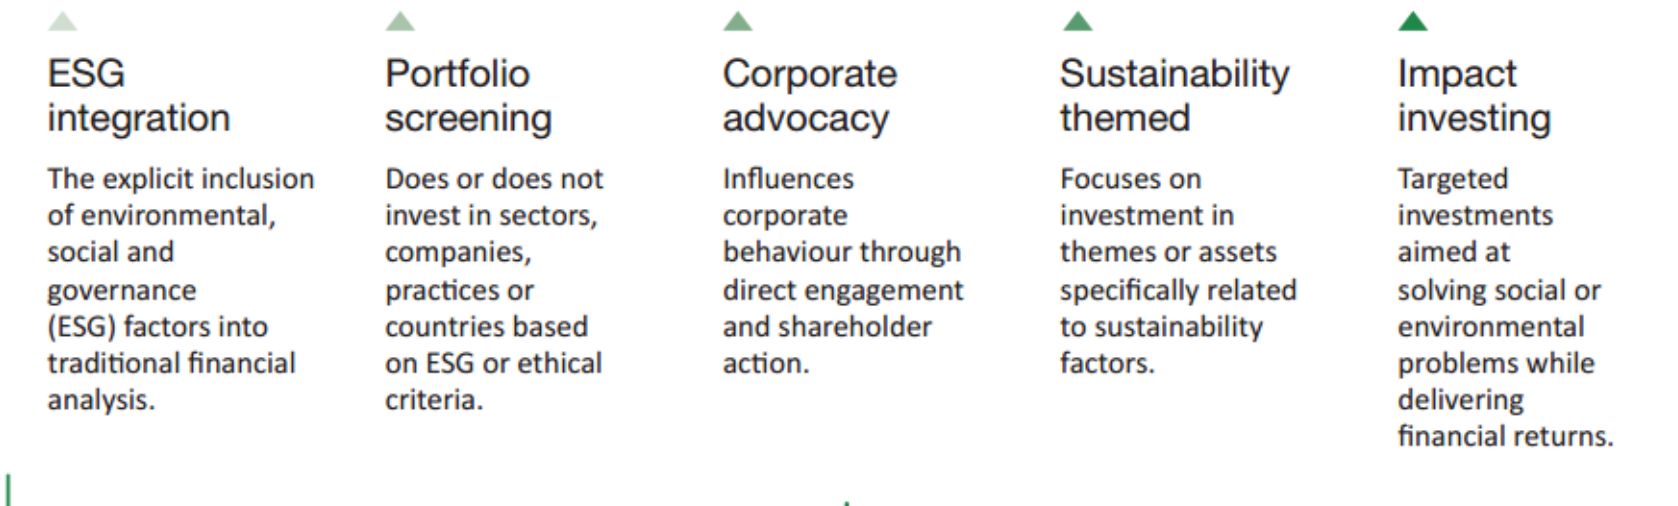 ESG
integration
The explicit inclusion
of environmental,
social and
governance
(ESG) factors into
traditional financial
analysis.
Portfolio
screening
Does or does not
invest in sectors,
companies,
practices or
countries based
on ESG or ethical
criteria.
Corporate
advocacy
Influences
corporate
behaviour through
direct engagement
and shareholder
action.
Sustainability
themed
Focuses on
investment in
themes or assets
specifically related
to sustainability
factors.
Impact
investing
Targeted
investments
aimed at
solving social or
environmental
problems while
delivering
financial returns.